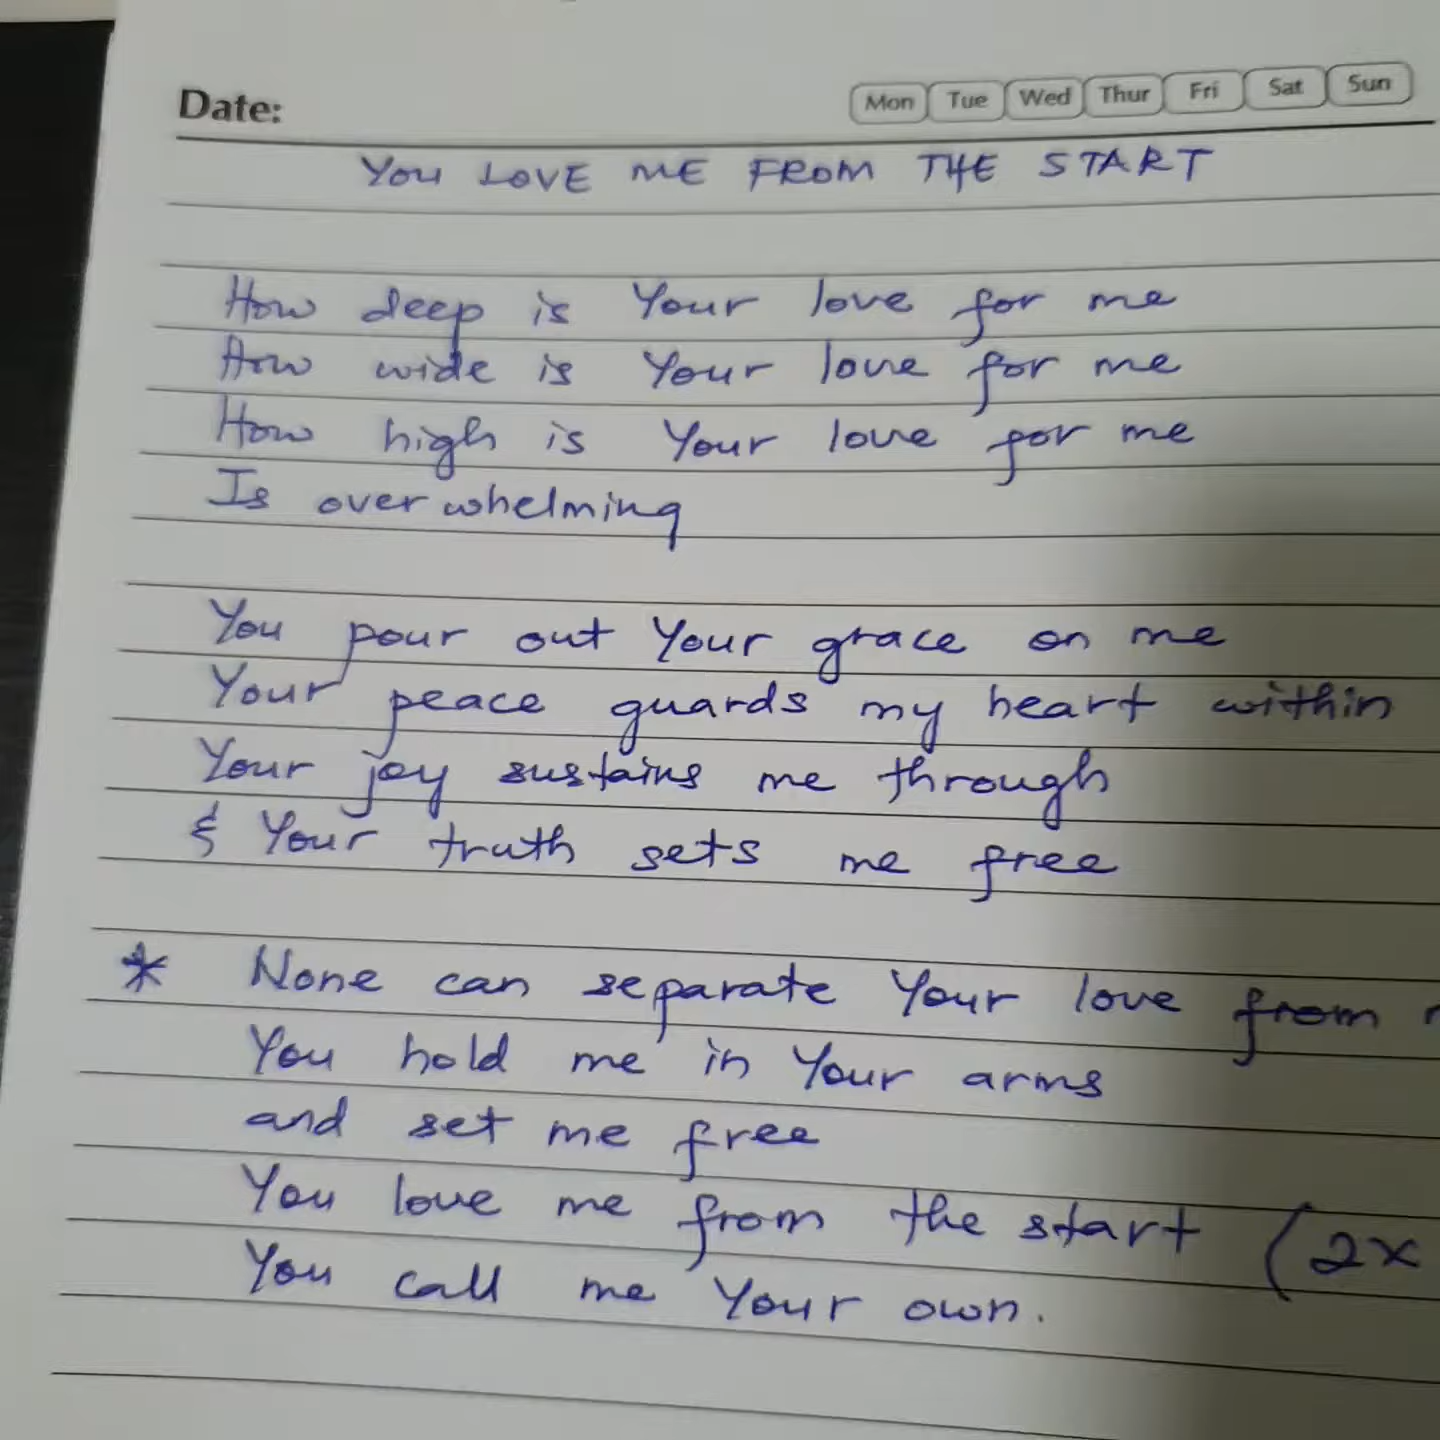 Date:
Mon Tue Wed Thur Fri Sat Sun
YOU LOVE ME FROM THE START
How deep is Your love for me
How wide is Your love for me
How high is Your love for me
Is overwhelming
You pour out Your grace on me
Your peace guards my heart within
Your joy sustains me through
& Your truth sets me free
* None can separate Your love from
You hold me in Your arms
and set me free
You love me from the start (2x
You call me Your own.